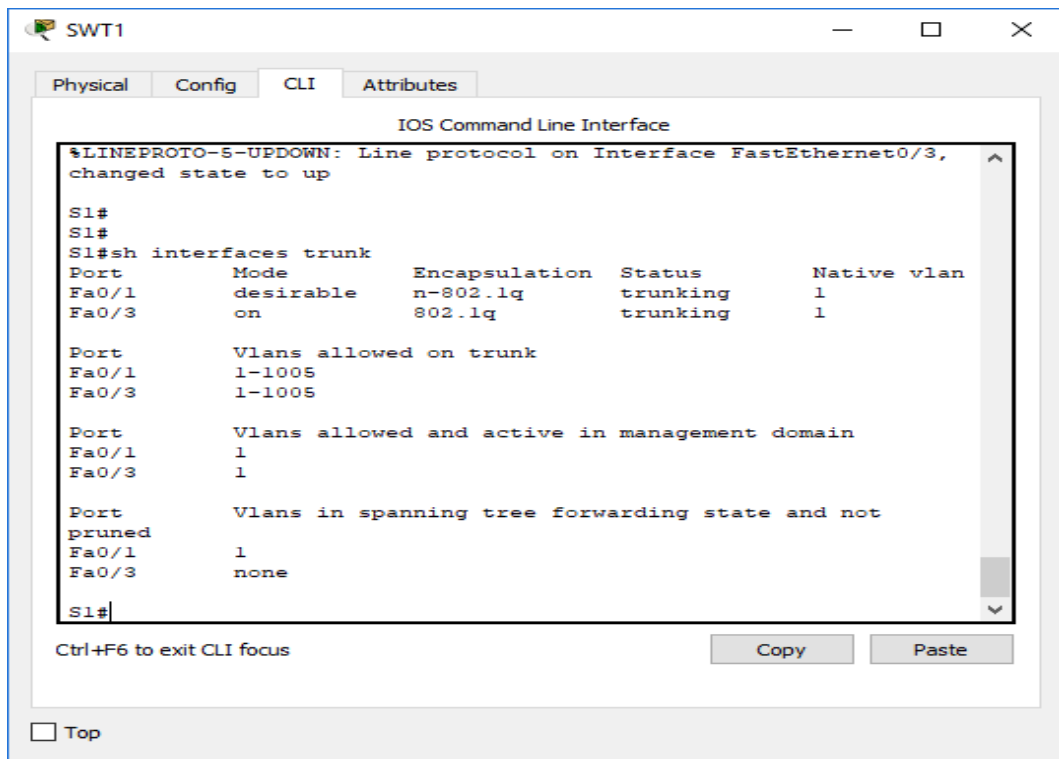 SWT1
Physical Config CLI Attributes
IOS Command Line Interface
%LINEPROTO-5-UPDOWN: Line protocol on Interface FastEthernet0/3,
changed state to up
S1#
S1#
S1#sh interfaces trunk
Port Mode Encapsulation Status Native vlan
Fa0/1 desirable n-802.1q trunking 1
Fa0/3 on 802.1q trunking 1
Port Vlans allowed on trunk
Fa0/1 1-1005
Fa0/3 1-1005
Port Vlans allowed and active in management domain
Fa0/1 1
Fa0/3 1
Port Vlans in spanning tree forwarding state and not
pruned
Fa0/1 1
Fa0/3 none
S1#
Ctrl+F6 to exit CLI focus Copy Paste
Top